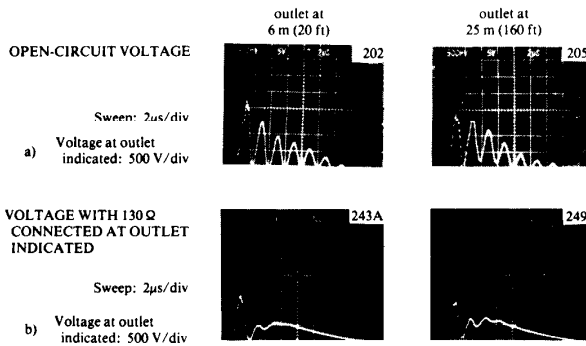 outlet at
6 m (20 ft)
outlet at
25 m (160 ft)
OPEN-CIRCUIT VOLTAGE
202
205
Sweep: 2μs/div
a) Voltage at outlet
indicated: 500 V/div
VOLTAGE WITH 130 Ω
CONNECTED AT OUTLET
INDICATED
243A
249
Sweep: 2μs/div
b) Voltage at outlet
indicated: 500 V/div